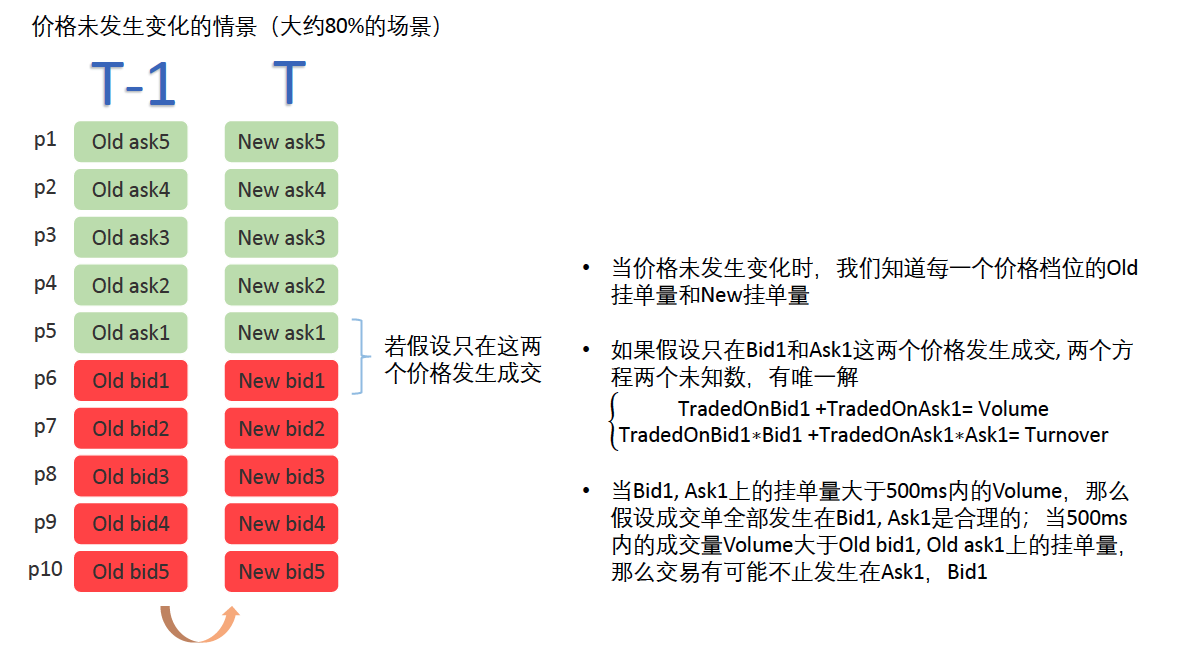 价格未发生变化的情景（大约80%的场景）
T-1 T
p1 Old ask5 New ask5
p2 Old ask4 New ask4
p3 Old ask3 New ask3
p4 Old ask2 New ask2
p5 Old ask1 New ask1
p6 Old bid1 New bid1
p7 Old bid2 New bid2
p8 Old bid3 New bid3
p9 Old bid4 New bid4
p10 Old bid5 New bid5
若假设只在这两
个价格发生成交
• 当价格未发生变化时，我们知道每一个价格档位的Old
挂单量和New挂单量
• 如果假设只在Bid1和Ask1这两个价格发生成交, 两个方
程两个未知数，有唯一解
TradedOnBid1 +TradedOnAsk1= Volume
TradedOnBid1*Bid1 +TradedOnAsk1*Ask1= Turnover
• 当Bid1, Ask1上的挂单量大于500ms内的Volume，那么
假设成交单全部发生在Bid1, Ask1是合理的；当500ms
内的成交量Volume大于Old bid1, Old ask1上的挂单量，
那么交易有可能不止发生在Ask1，Bid1